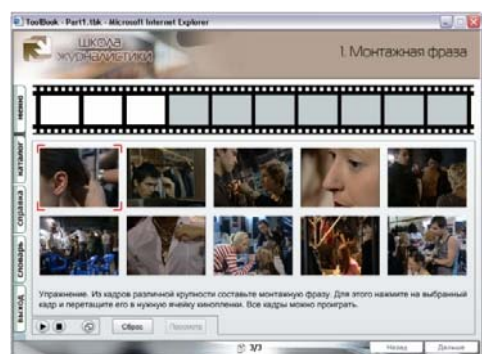 ToolBook - Part1.tbk - Microsoft Internet Explorer
школа
журналистики
1. Монтажная фраза
меню
каталог
справка
словарь
выход
Упражнение. Из кадров различной крупности составьте монтажную фразу. Для этого нажмите на выбранный
кадр и перетащите его в нужную ячейку кинопленки. Все кадры можно проиграть.
Сброс
Просмотр
3/3
Назад
Дальше